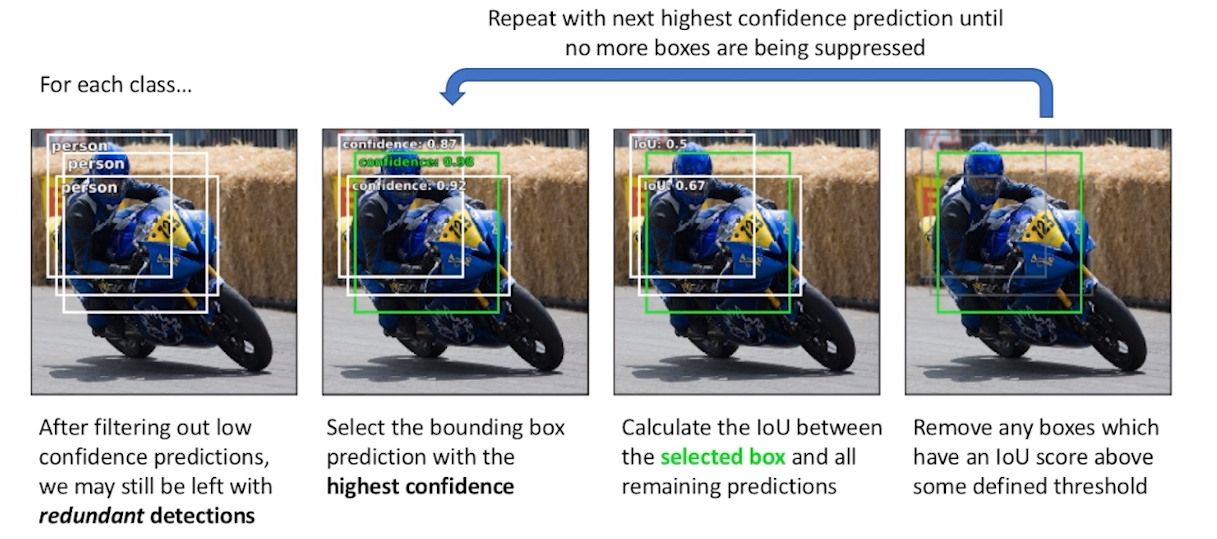 Repeat with next highest confidence prediction until
no more boxes are being suppressed
For each class...
person
person
person
confidence: 0.87
confidence: 0.98
confidence: 0.92
IoU: 0.5
IoU: 0.67
After filtering out low
confidence predictions,
we may still be left with
redundant detections
Select the bounding box
prediction with the
highest confidence
Calculate the IoU between
the selected box and all
remaining predictions
Remove any boxes which
have an IoU score above
some defined threshold